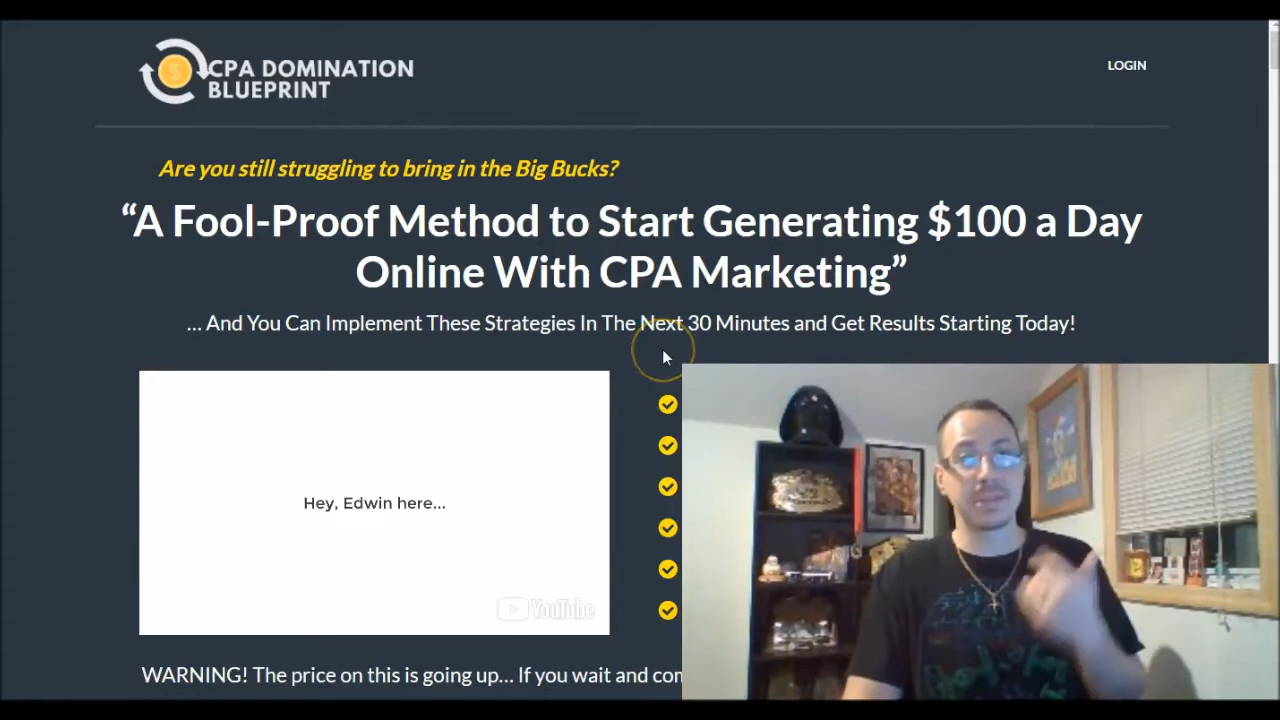 CPA DOMINATION
BLUEPRINT
LOGIN
Are you still struggling to bring in the Big Bucks?
“A Fool-Proof Method to Start Generating $100 a Day
Online With CPA Marketing”
... And You Can Implement These Strategies In The Next 30 Minutes and Get Results Starting Today!
Hey, Edwin here...
YouTube
WARNING! The price on this is going up... If you wait and com